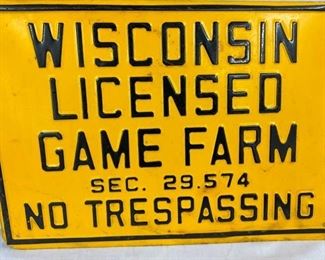 WISCONSIN
LICENSED
GAME FARM
SEC. 29.574
NO TRESPASSING